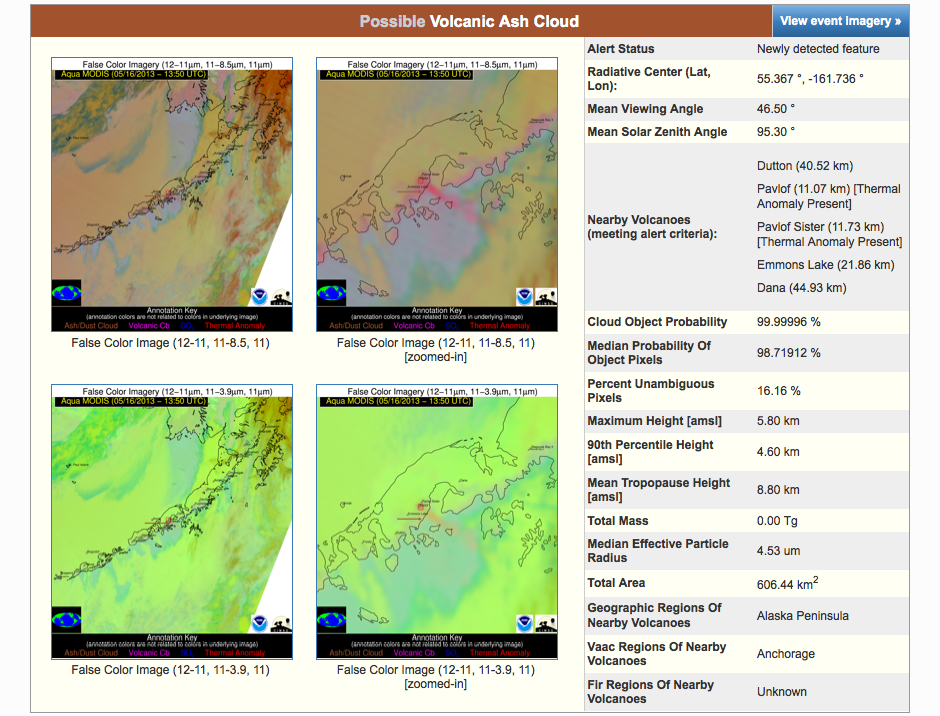 Possible Volcanic Ash Cloud
View event imagery »
False Color Imagery (12−11µm, 11−8.5µm, 11µm)
Aqua MODIS (05/16/2013 − 13:50 UTC)
Annotation Key
(annotation colors are not related to colors in underlying image)
Ash/Dust Cloud Volcanic Cb SO₂ Thermal Anomaly
False Color Image (12-11, 11-8.5, 11)
False Color Imagery (12−11µm, 11−8.5µm, 11µm)
Aqua MODIS (05/16/2013 − 13:50 UTC)
Annotation Key
(annotation colors are not related to colors in underlying image)
Ash/Dust Cloud Volcanic Cb SO₂ Thermal Anomaly
False Color Image (12-11, 11-8.5, 11)
[zoomed-in]
False Color Imagery (12−11µm, 11−3.9µm, 11µm)
Aqua MODIS (05/16/2013 − 13:50 UTC)
Annotation Key
(annotation colors are not related to colors in underlying image)
Ash/Dust Cloud Volcanic Cb SO₂ Thermal Anomaly
False Color Image (12-11, 11-3.9, 11)
False Color Imagery (12−11µm, 11−3.9µm, 11µm)
Aqua MODIS (05/16/2013 − 13:50 UTC)
Annotation Key
(annotation colors are not related to colors in underlying image)
Ash/Dust Cloud Volcanic Cb SO₂ Thermal Anomaly
False Color Image (12-11, 11-3.9, 11)
[zoomed-in]
Alert Status Newly detected feature
Radiative Center (Lat,
Lon): 55.367 °, -161.736 °
Mean Viewing Angle 46.50 °
Mean Solar Zenith Angle 95.30 °
Nearby Volcanoes
(meeting alert criteria):
Dutton (40.52 km)
Pavlof (11.07 km) [Thermal
Anomaly Present]
Pavlof Sister (11.73 km)
[Thermal Anomaly Present]
Emmons Lake (21.86 km)
Dana (44.93 km)
Cloud Object Probability 99.99996 %
Median Probability Of
Object Pixels 98.71912 %
Percent Unambiguous
Pixels 16.16 %
Maximum Height [amsl] 5.80 km
90th Percentile Height
[amsl] 4.60 km
Mean Tropopause Height
[amsl] 8.80 km
Total Mass 0.00 Tg
Median Effective Particle
Radius 4.53 um
Total Area 606.44 km²
Geographic Regions Of
Nearby Volcanoes Alaska Peninsula
Vaac Regions Of Nearby
Volcanoes Anchorage
Fir Regions Of Nearby
Volcanoes Unknown